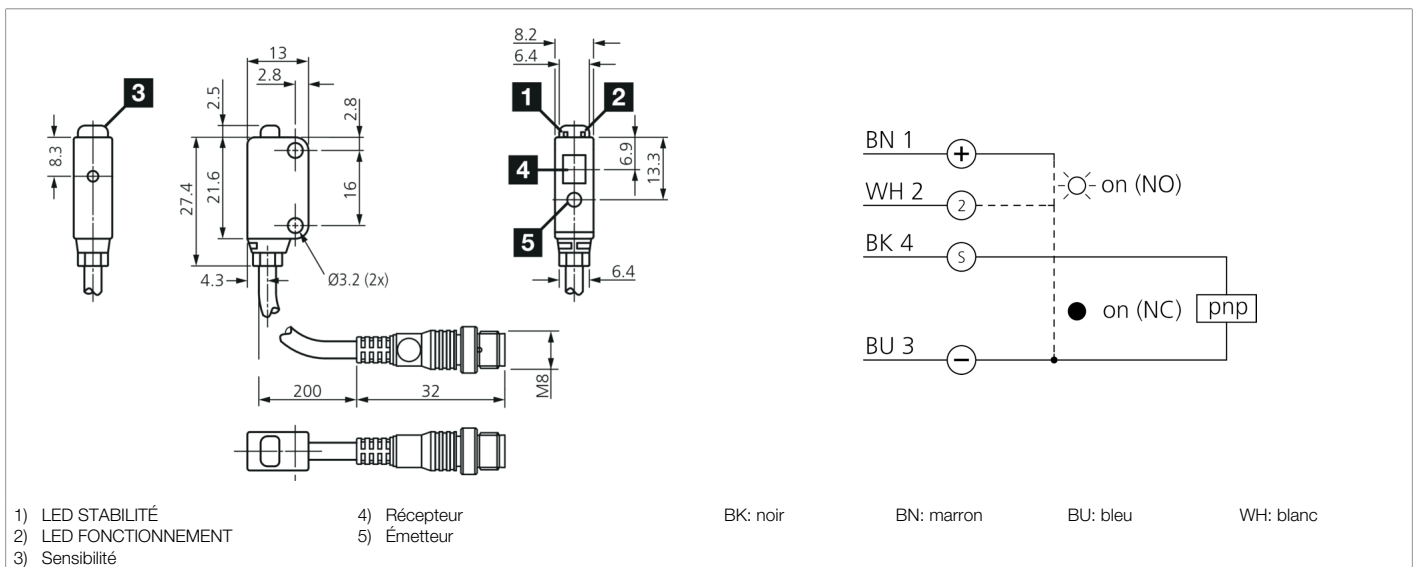 3
8.3
13
2.8
2.5
2.8
27.4
21.6
16
4.3
Ø3.2 (2x)
200
32
M8
8.2
6.4
1
2
4
5
6.9
13.3
6.4
BN 1
+
on (NO)
WH 2
2
BK 4
S
on (NC)
pnp
BU 3
−
1) LED STABILITÉ
2) LED FONCTIONNEMENT
3) Sensibilité
4) Récepteur
5) Émetteur
BK: noir
BN: marron
BU: bleu
WH: blanc